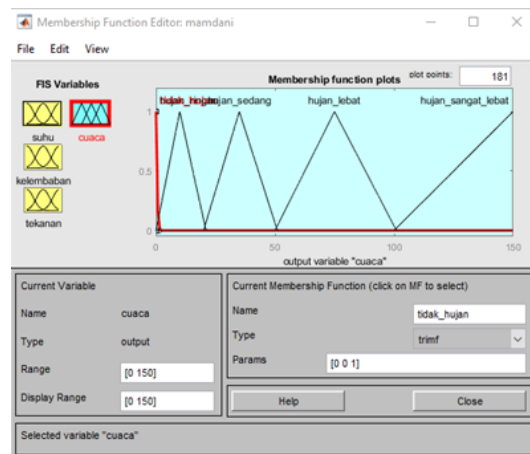 Membership Function Editor: mamdani
File Edit View
FIS Variables
suhu
cuaca
kelembaban
tekanan
Membership function plots
plot points:
181
hujan_sedang
hujan_lebat
hujan_sangat_lebat
1
0.5
0
0
50
100
150
output variable "cuaca"
Current Variable
Name cuaca
Type output
Range [0 150]
Display Range [0 150]
Current Membership Function (click on MF to select)
Name tidak_hujan
Type trimf
Params [0 0 1]
Help
Close
Selected variable "cuaca"